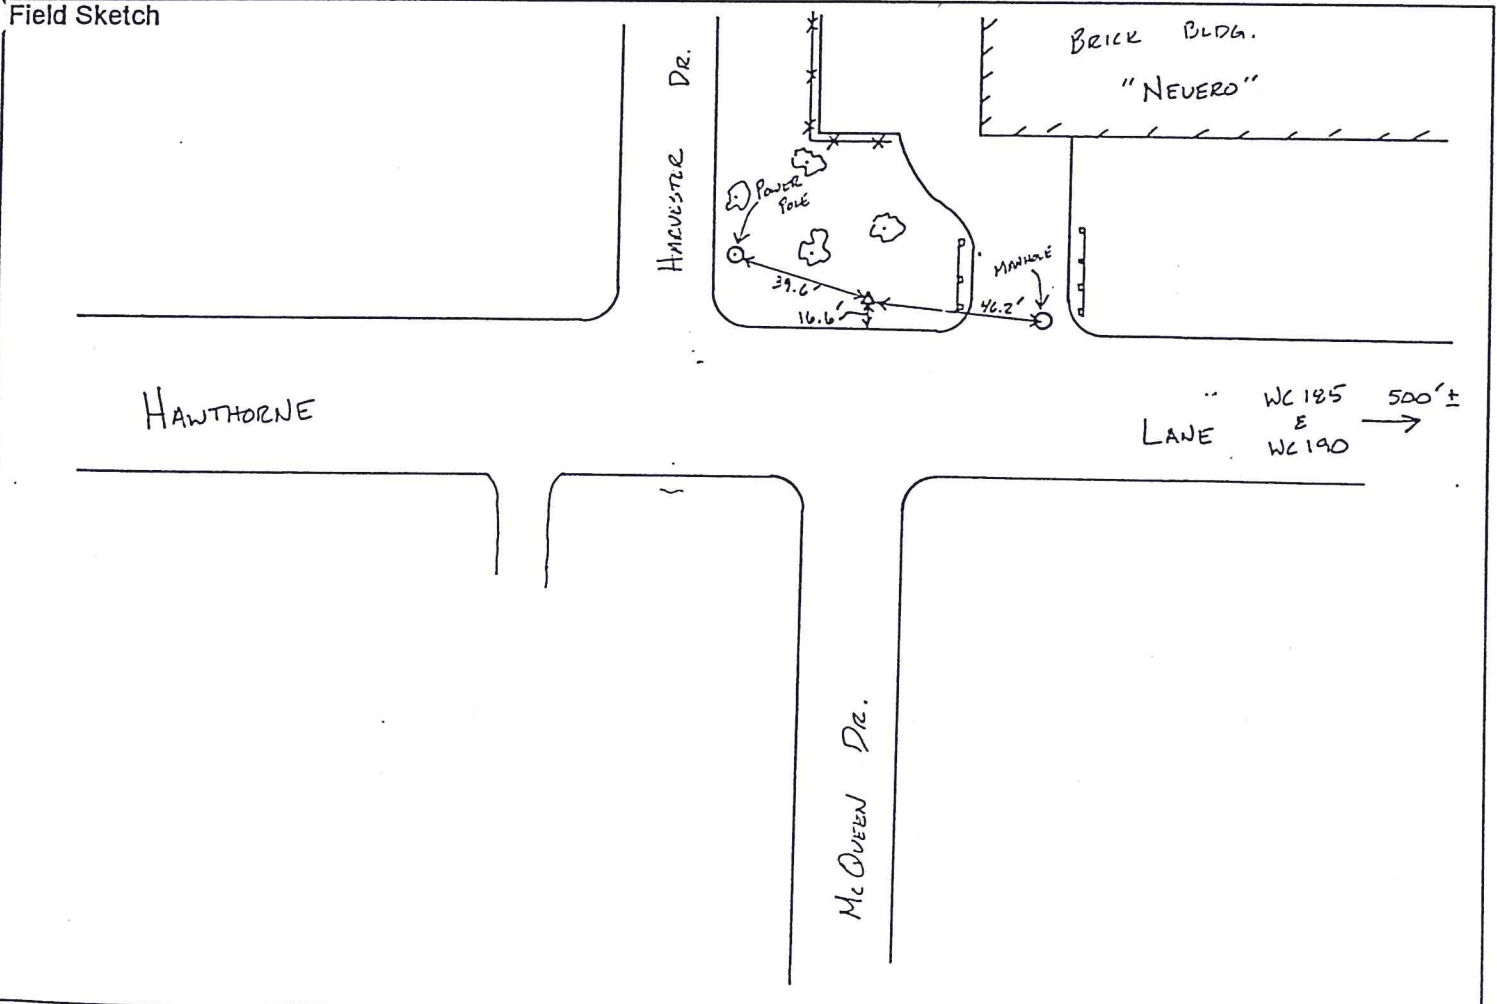 Field Sketch
BRICK BLDG.
"NEUERO"
HARVESTER DR.
POWER
POLE
MANHOLE
39.6'
46.2'
16.6'
HAWTHORNE
LANE
WC 185
&
WC 190
500'±
McQUEEN DR.